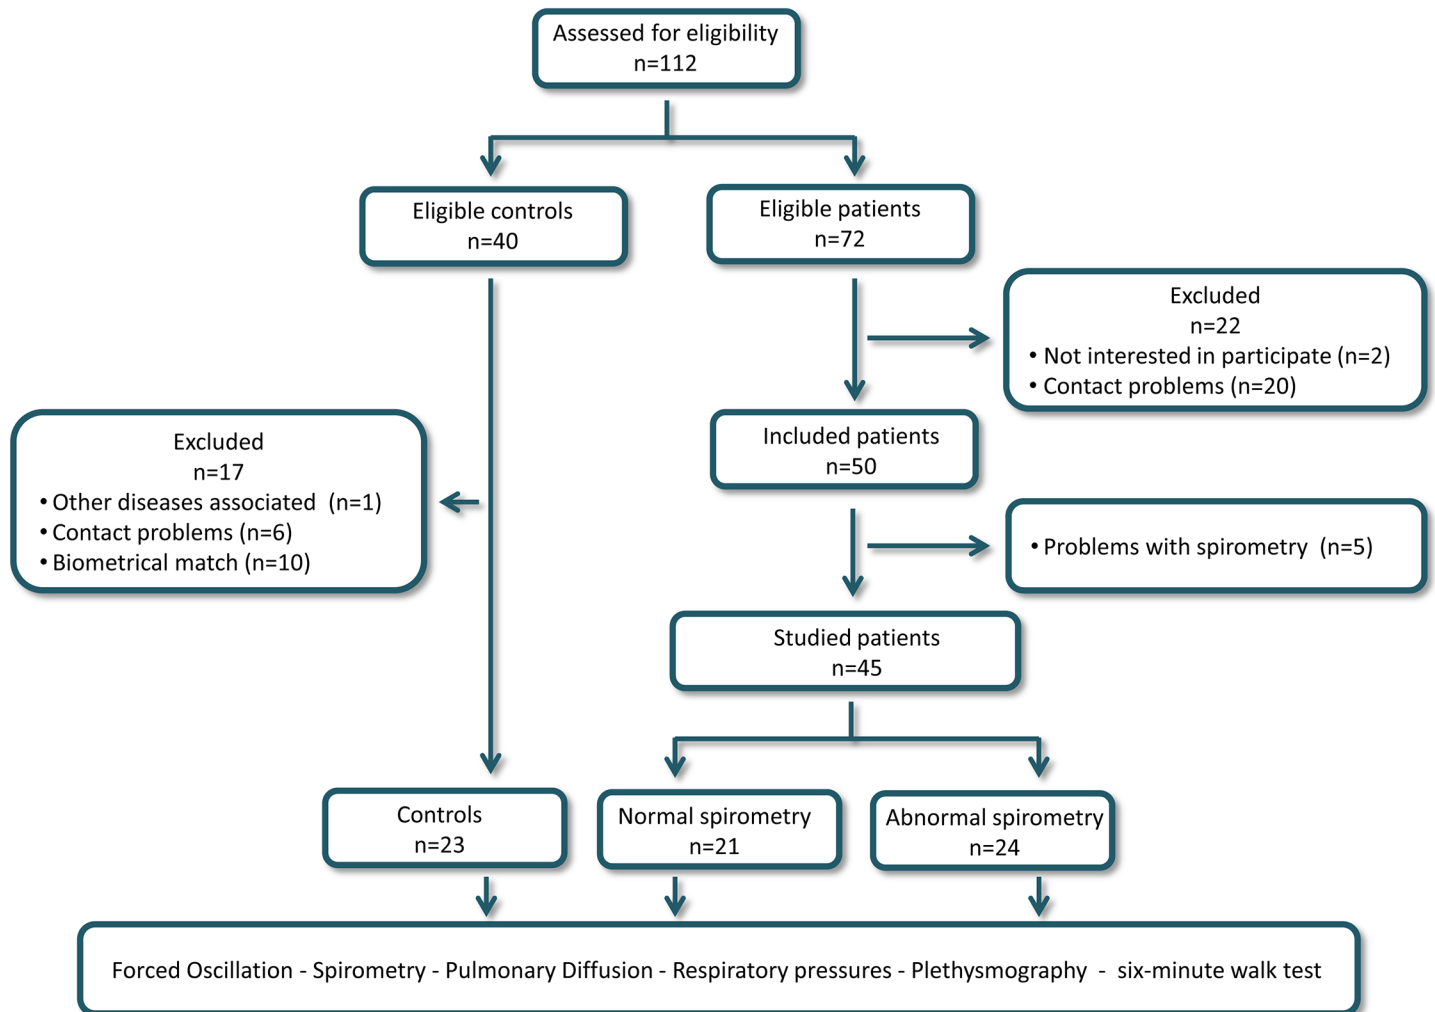 Assessed for eligibility
n=112
Eligible controls
n=40
Eligible patients
n=72
Excluded
n=22
• Not interested in participate (n=2)
• Contact problems (n=20)
Excluded
n=17
• Other diseases associated (n=1)
• Contact problems (n=6)
• Biometrical match (n=10)
Included patients
n=50
• Problems with spirometry (n=5)
Studied patients
n=45
Controls
n=23
Normal spirometry
n=21
Abnormal spirometry
n=24
Forced Oscillation - Spirometry - Pulmonary Diffusion - Respiratory pressures - Plethysmography - six-minute walk test